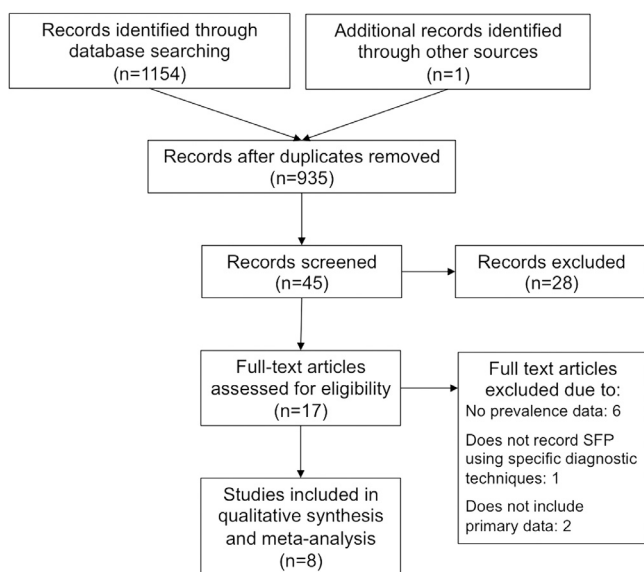 Records identified through
database searching
(n=1154)
Additional records identified
through other sources
(n=1)
Records after duplicates removed
(n=935)
Records screened
(n=45)
Records excluded
(n=28)
Full-text articles
assessed for eligibility
(n=17)
Full text articles
excluded due to:
No prevalence data: 6
Does not record SFP
using specific diagnostic
techniques: 1
Does not include
primary data: 2
Studies included in
qualitative synthesis
and meta-analysis
(n=8)